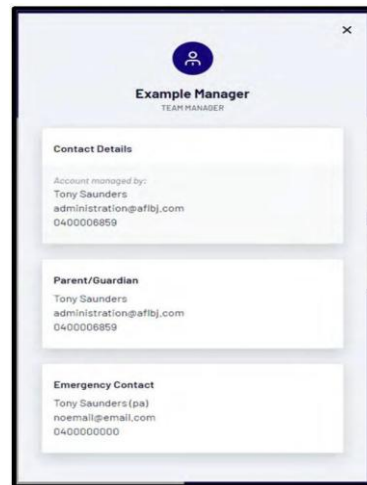 Example Manager
TEAM MANAGER
Contact Details
Account managed by:
Tony Saunders
administration@aflbj.com
0400006859
Parent/Guardian
Tony Saunders
administration@aflbj.com
0400006859
Emergency Contact
Tony Saunders (pa)
noemail@email.com
0400000000